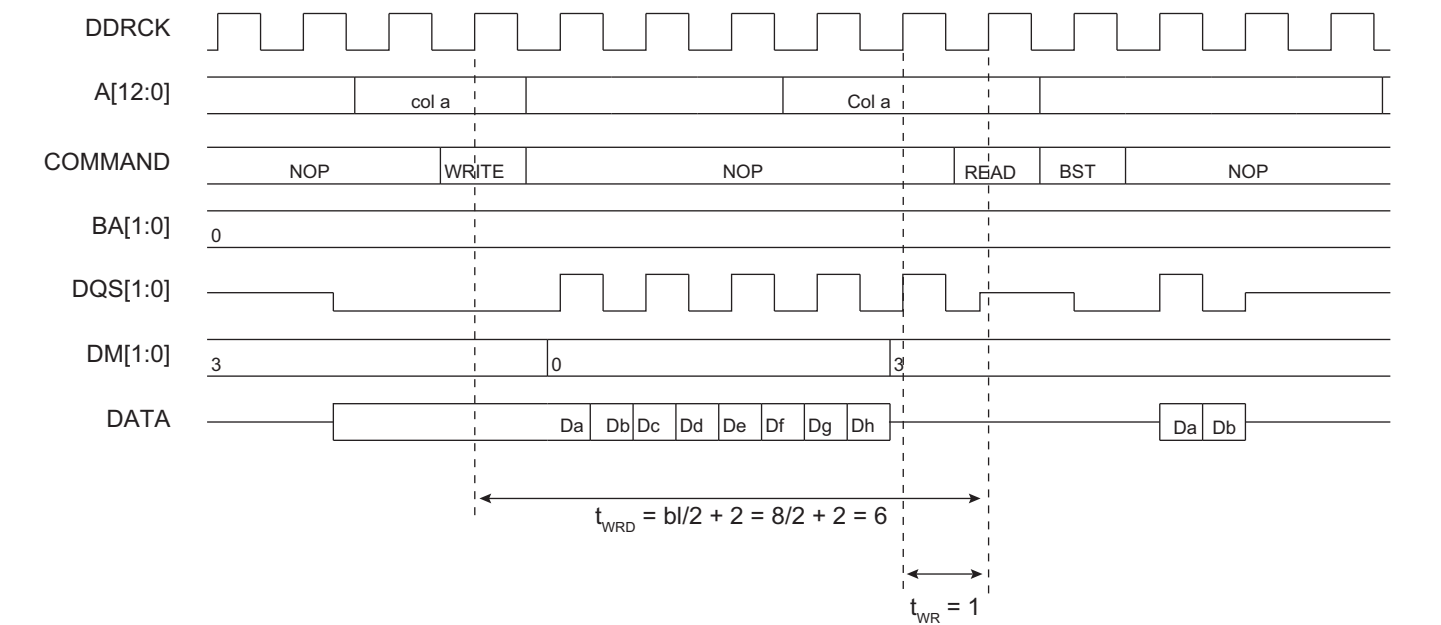 DDRCK
A[12:0] col a Col a
COMMAND NOP WRITE NOP READ BST NOP
BA[1:0] 0
DQS[1:0]
DM[1:0] 3 0 3
DATA Da Db Dc Dd De Df Dg Dh Da Db
tWRD = bl/2 + 2 = 8/2 + 2 = 6
tWR = 1